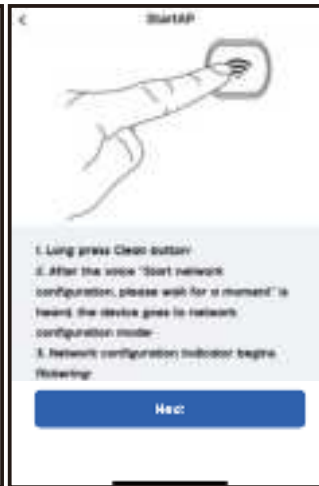 StartAP
1. Long press Clean button
2. After the voice "Start network
configuration, please wait for a moment" is
heard, the device goes to network
configuration mode
3. Network configuration indicator begins
flickering
Next